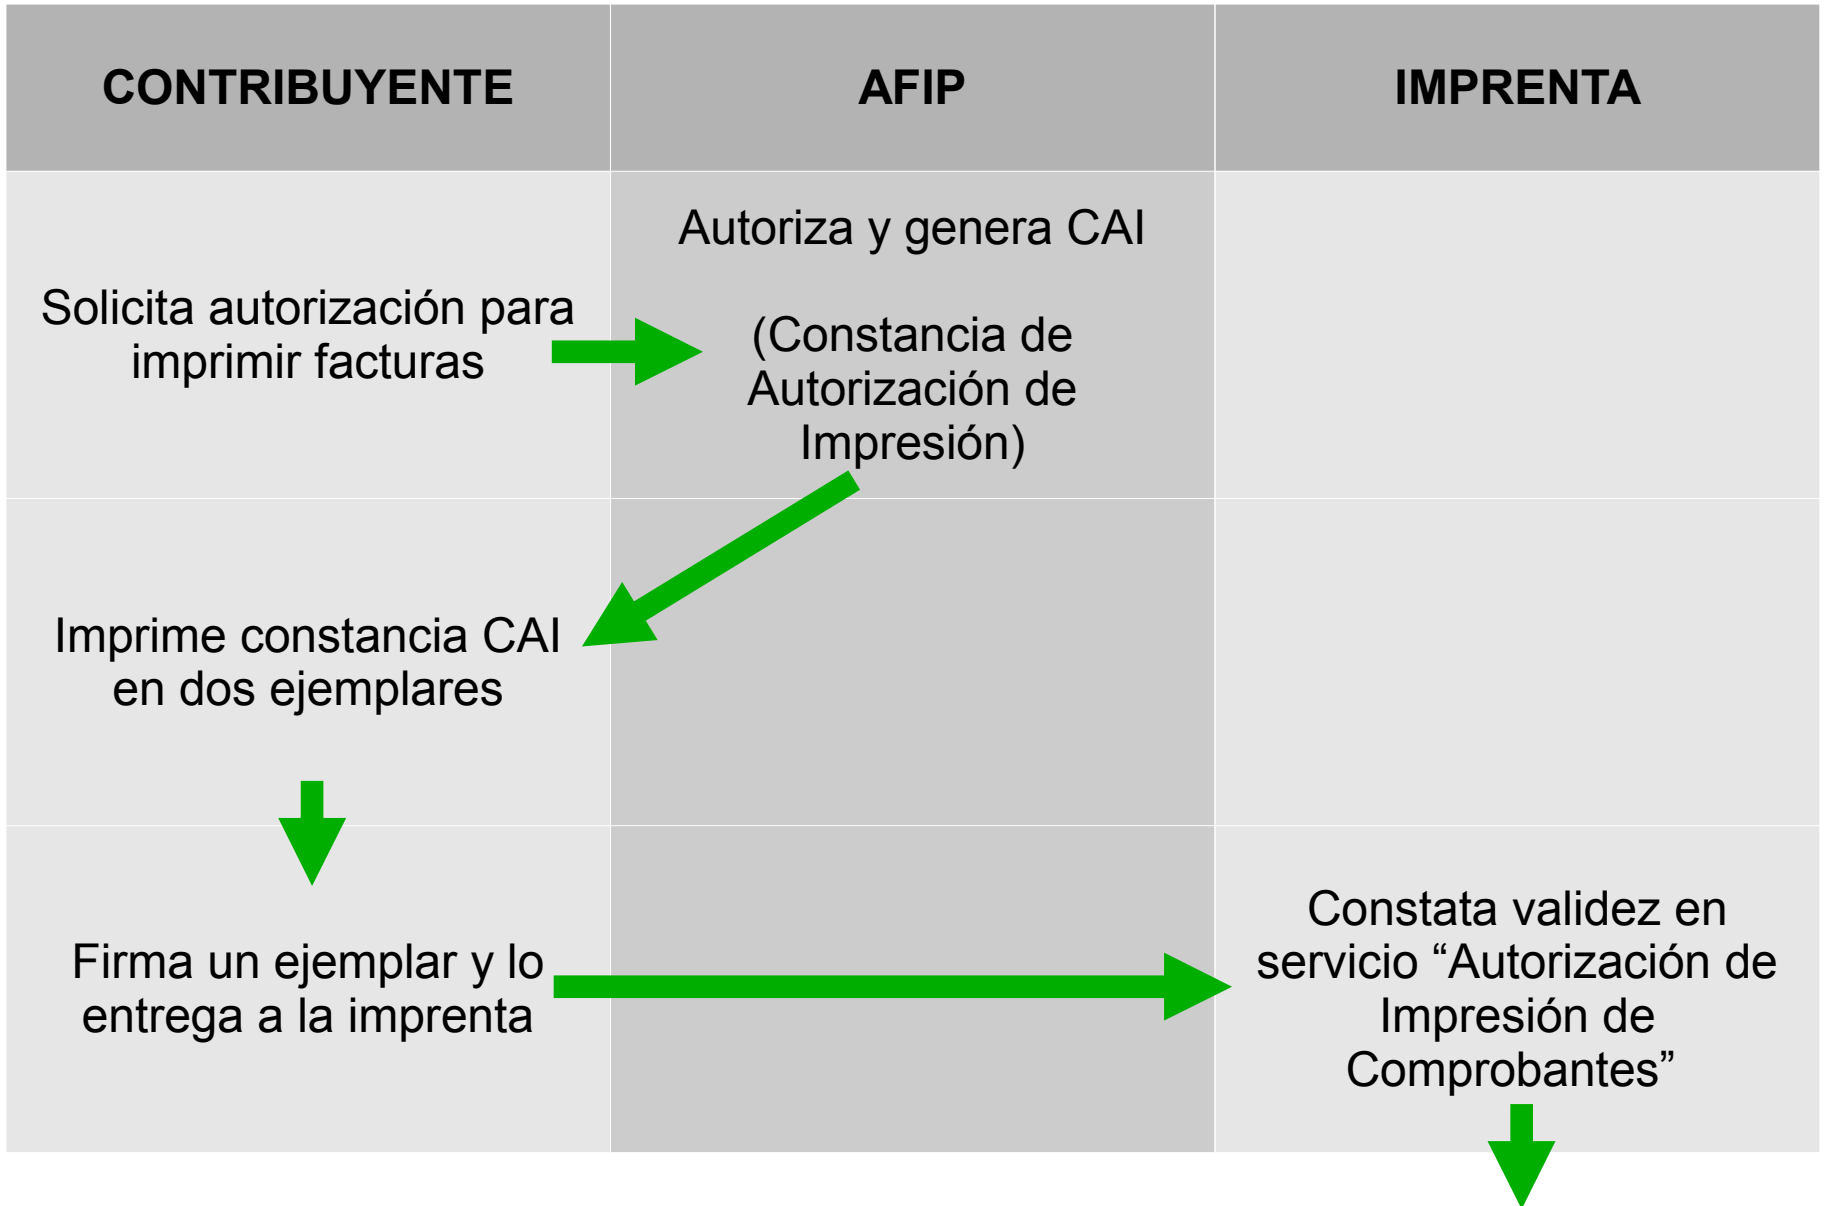 CONTRIBUYENTE
AFIP
IMPRENTA
Solicita autorización para
imprimir facturas
Autoriza y genera CAI
(Constancia de
Autorización de
Impresión)
Imprime constancia CAI
en dos ejemplares
Firma un ejemplar y lo
entrega a la imprenta
Constata validez en
servicio “Autorización de
Impresión de
Comprobantes”